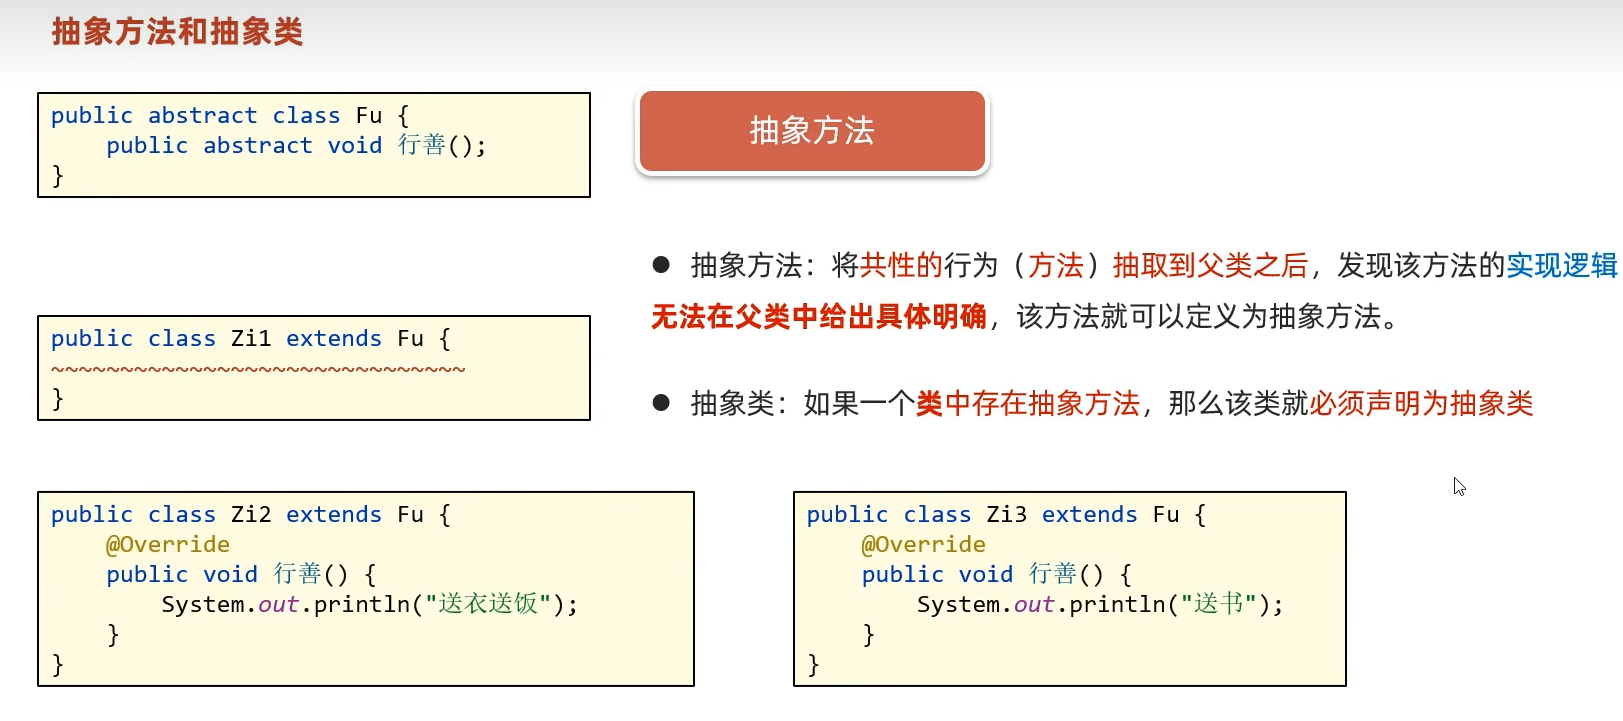 抽象方法和抽象类
public abstract class Fu {
    public abstract void 行善();
}
抽象方法
● 抽象方法：将共性的行为（方法）抽取到父类之后，发现该方法的实现逻辑
无法在父类中给出具体明确，该方法就可以定义为抽象方法。
● 抽象类：如果一个类中存在抽象方法，那么该类就必须声明为抽象类
public class Zi1 extends Fu {
~~~~~~~~~~~~~~~~~~~~~~~~~~~~~~
}
public class Zi2 extends Fu {
    @Override
    public void 行善() {
        System.out.println("送衣送饭");
    }
}
public class Zi3 extends Fu {
    @Override
    public void 行善() {
        System.out.println("送书");
    }
}